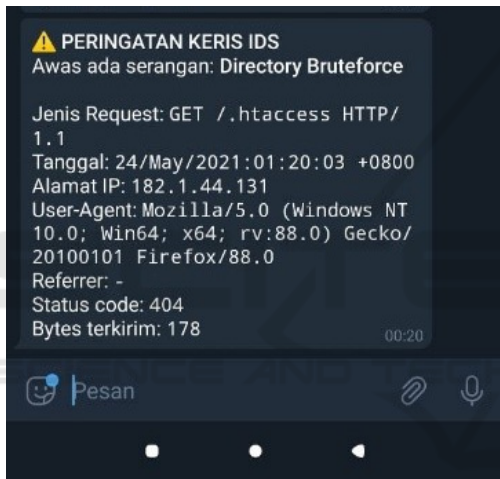 ⚠ PERINGATAN KERIS IDS
Awas ada serangan: Directory Bruteforce
Jenis Request: GET /.htaccess HTTP/
1.1
Tanggal: 24/May/2021:01:20:03 +0800
Alamat IP: 182.1.44.131
User-Agent: Mozilla/5.0 (Windows NT
10.0; Win64; x64; rv:88.0) Gecko/
20100101 Firefox/88.0
Referrer: -
Status code: 404
Bytes terkirim: 178
00:20
Pesan